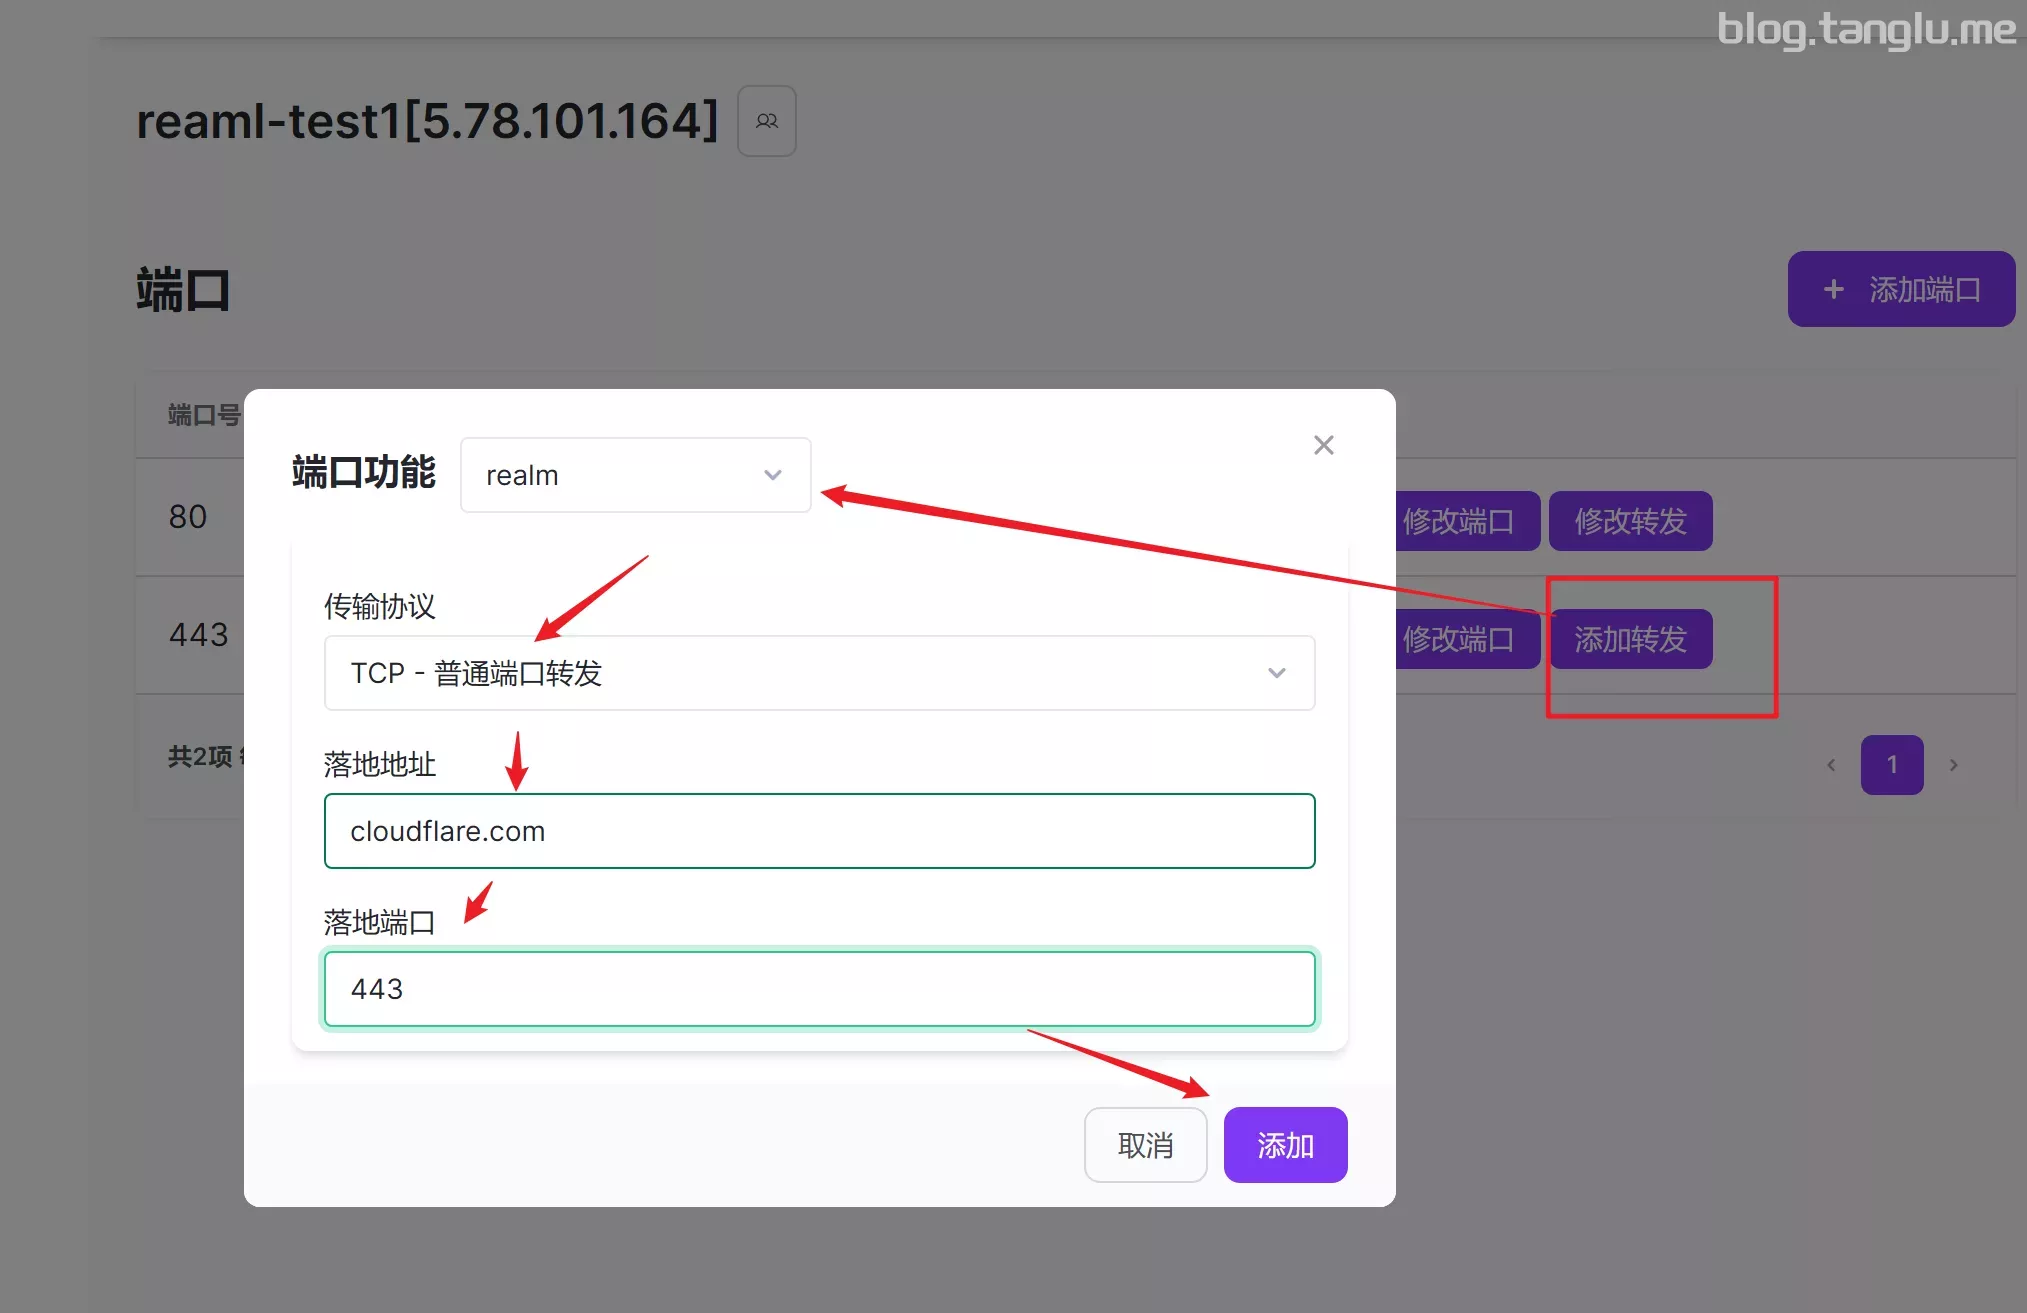 blog.tanglu.me
reaml-test1[5.78.101.164]
端口
+ 添加端口
端口号
端口功能
realm
80
修改端口
修改转发
传输协议
443
修改端口
添加转发
TCP - 普通端口转发
共2项
落地地址
1
cloudflare.com
落地端口
443
取消
添加